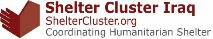 Shelter Cluster Iraq
ShelterCluster.org
Coordinating Humanitarian Shelter